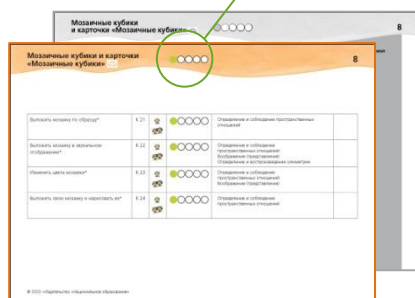 Мозаичные кубики
и карточки «Мозаичные кубики»
8
Мозаичные кубики и карточки
«Мозаичные кубики»
8
Выложить мозаику по образцу*
K 21
Определение и соблюдение пространственных
отношений
Выложить мозаику в зеркальном
отображении*
K 22
Определение и соблюдение
пространственных отношений
Воображение (представление)
Определение и воспроизведение симметрии
Изменить цвета мозаики*
K 23
Определение и соблюдение
пространственных отношений
Воображение (представление)
Выложить свою мозаику и нарисовать её*
K 24
Определение и соблюдение
пространственных отношений
© ООО «Издательство «Национальное образование»